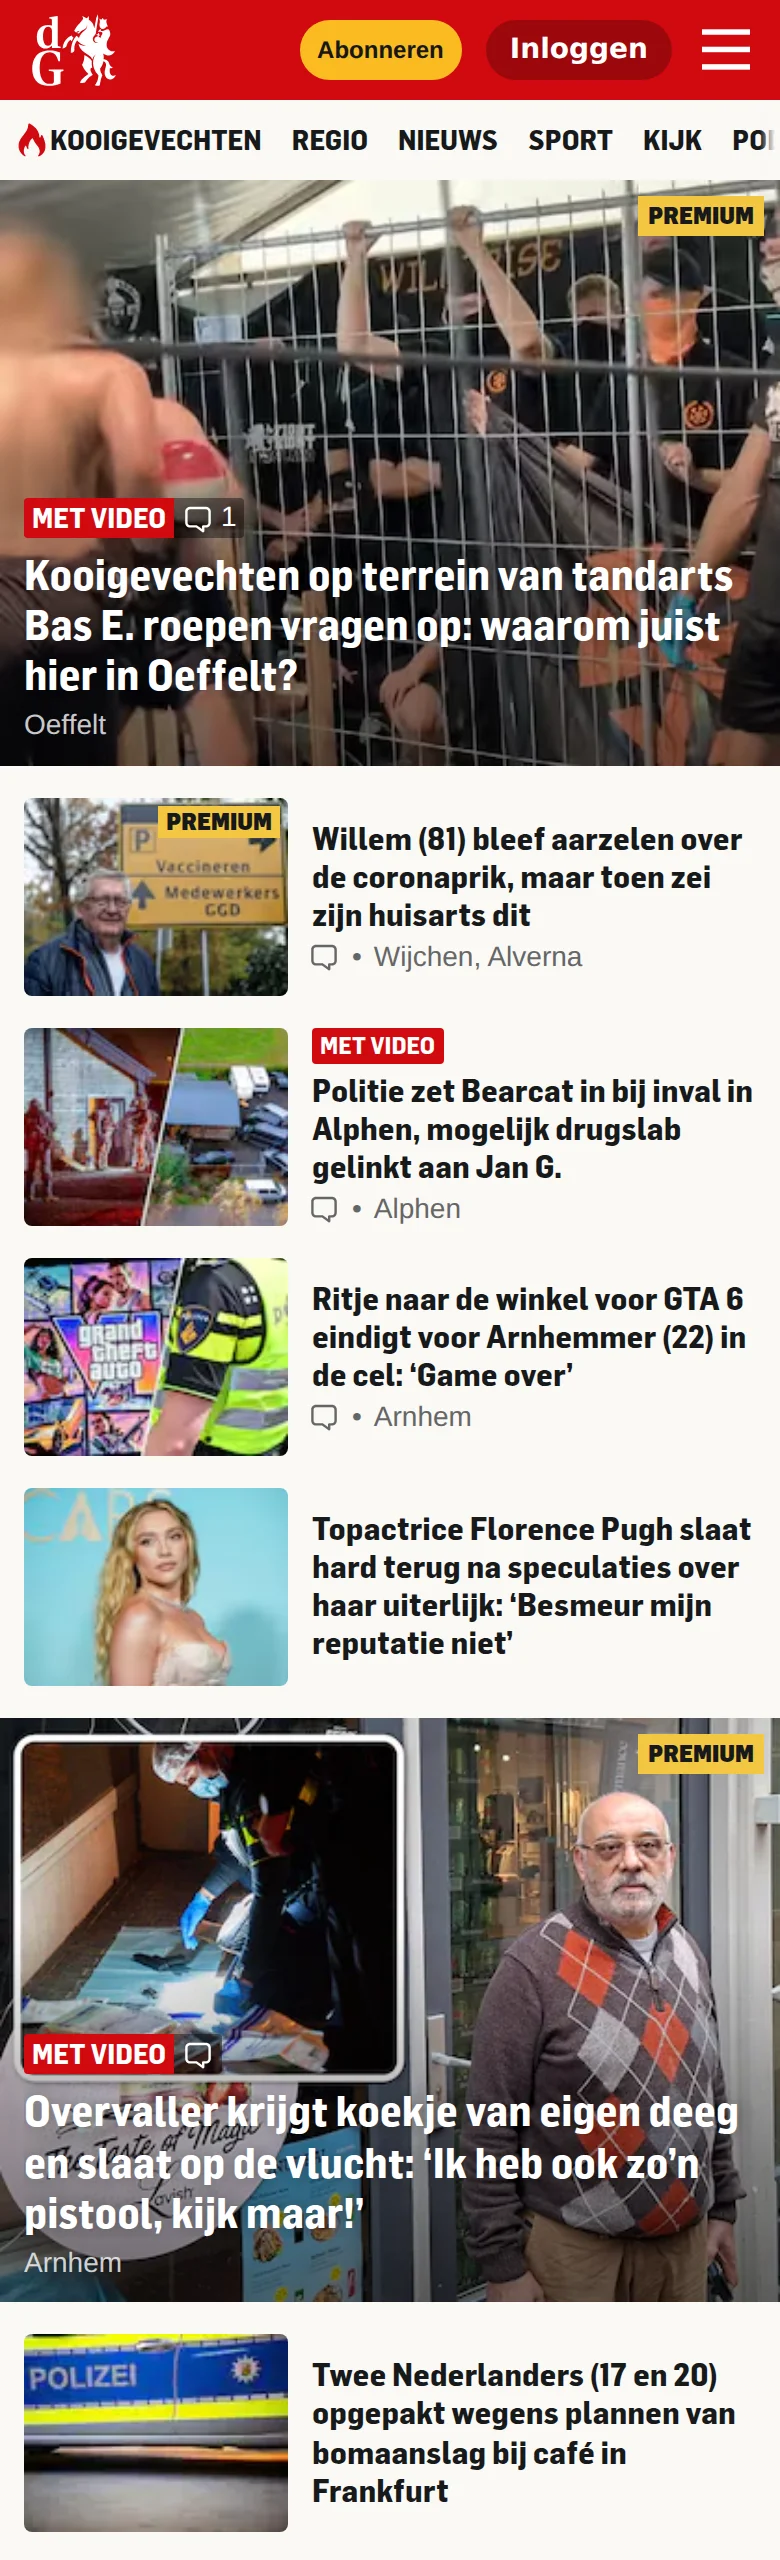 dG
Abonneren
Inloggen
KOOIGEVECHTEN REGIO NIEUWS SPORT KIJK
PREMIUM
MET VIDEO 1
Kooigevechten op terrein van tandarts
Bas E. roepen vragen op: waarom juist
hier in Oeffelt?
Oeffelt
PREMIUM
P
Vaccineren
Medewerkers
GGD
Willem (81) bleef aarzelen over
de coronaprik, maar toen zei
zijn huisarts dit
• Wijchen, Alverna
MET VIDEO
Politie zet Bearcat in bij inval in
Alphen, mogelijk drugslab
gelinkt aan Jan G.
• Alphen
grand
theft
auto
Ritje naar de winkel voor GTA 6
eindigt voor Arnhemmer (22) in
de cel: ‘Game over’
• Arnhem
Topactrice Florence Pugh slaat
hard terug na speculaties over
haar uiterlijk: ‘Besmeur mijn
reputatie niet’
PREMIUM
MET VIDEO
The Taste of Magic
Overvaller krijgt koekje van eigen deeg
en slaat op de vlucht: ‘Ik heb ook zo’n
pistool, kijk maar!’
Arnhem
POLIZEI
Twee Nederlanders (17 en 20)
opgepakt wegens plannen van
bomaanslag bij café in
Frankfurt